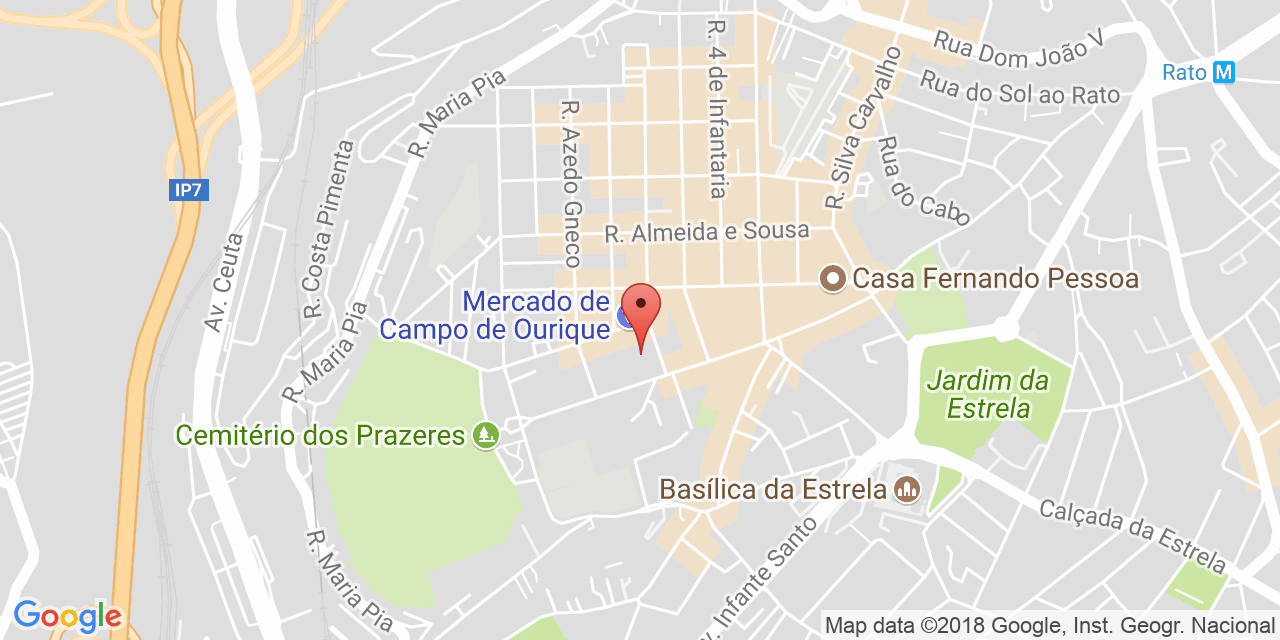 R. 4 de Infantaria
Rua Dom João V
Rato M
R. Maria Pia
R. Silva Carvalho
Rua do Sol ao Rato
R. Azedo Gneco
IP7
R. Costa Pimenta
Rua do Cabo
R. Almeida e Sousa
Av. Ceuta
Casa Fernando Pessoa
Mercado de
Campo de Ourique
R. Maria Pia
Jardim da
Estrela
Cemitério dos Prazeres
Basílica da Estrela
Calçada da Estrela
v. Infante Santo
R. Maria Pia
Google
Map data ©2018 Google, Inst. Geogr. Nacional